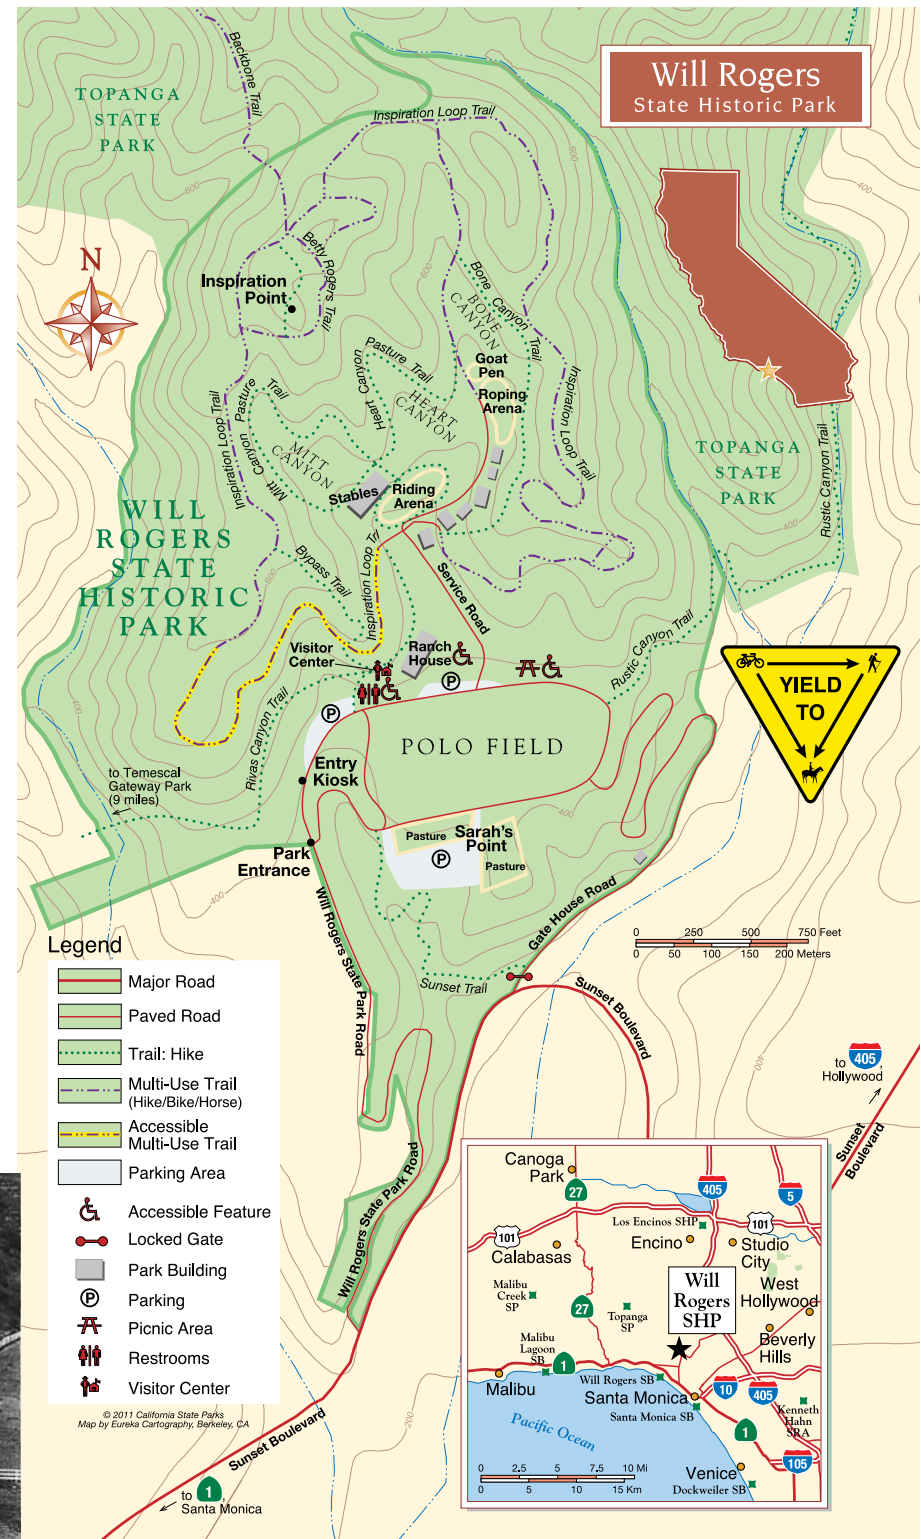 Will Rogers
State Historic Park
TOPANGA
STATE
PARK
Backbone Trail
Inspiration Loop Trail
600
600
400
N
Betty Rogers Trail
Inspiration
Point
600
Bone Canyon Trail
BONE
CANYON
Goat
Pen
Roping
Arena
Pasture Trail
Heart Canyon
HEART
CANYON
Inspiration Loop Trail
Mitt Canyon Pasture Trail
MITT
CANYON
Inspiration Loop Trail
Stables
Riding
Arena
TOPANGA
STATE
PARK
Rustic Canyon Trail
400
WILL
ROGERS
STATE
HISTORIC
PARK
600
Bypass Trail
Inspiration Loop Trl
Service Road
Visitor
Center
Ranch
House
Rustic Canyon Trail
YIELD
TO
400
Rivas Canyon Trail
P
P
POLO FIELD
Entry
Kiosk
to Temescal
Gateway Park
(9 miles)
400
Pasture
Sarah's
Point
P
Pasture
Park
Entrance
400
Will Rogers State Park Road
Gate House Road
0 250 500 750 Feet
0 50 100 150 200 Meters
Sunset Trail
Sunset Boulevard
400
to 405,
Hollywood
Sunset
Boulevard
Will Rogers State Park Road
Legend
Major Road
Paved Road
Trail: Hike
Multi-Use Trail
(Hike/Bike/Horse)
Accessible
Multi-Use Trail
Parking Area
Accessible Feature
Locked Gate
Park Building
P Parking
Picnic Area
Restrooms
Visitor Center
© 2011 California State Parks
Map by Eureka Cartography, Berkeley, CA
200
Sunset Boulevard
to 1,
Santa Monica
Canoga
Park
27
405
5
Los Encinos SHP
101
101
Encino
Studio
City
Calabasas
Malibu
Creek
SP
27
Topanga
SP
Will
Rogers
SHP
West
Hollywood
Beverly
Hills
Malibu
Lagoon
SB
1
Malibu
Will Rogers SB
Santa Monica
10
405
Santa Monica SB
Kenneth
Hahn
SRA
Pacific Ocean
1
105
Venice
Dockweiler SB
0 2.5 5 7.5 10 Mi
0 5 10 15 Km